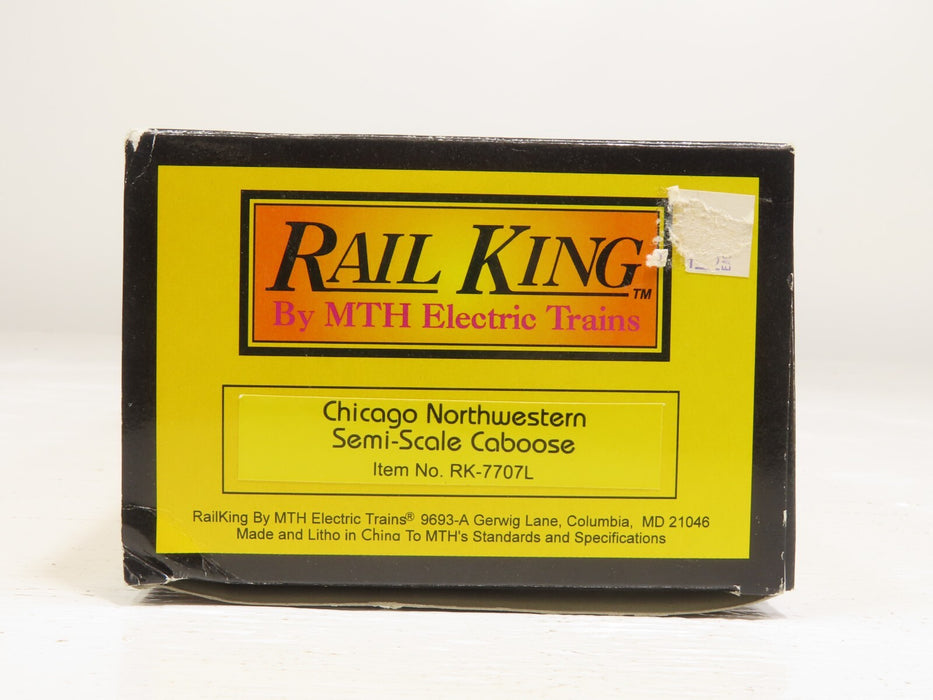 RAIL KING™
By MTH Electric Trains
Chicago Northwestern
Semi-Scale Caboose
Item No. RK-7707L
RailKing By MTH Electric Trains® 9693-A Gerwig Lane, Columbia, MD 21046
Made and Litho in China To MTH's Standards and Specifications